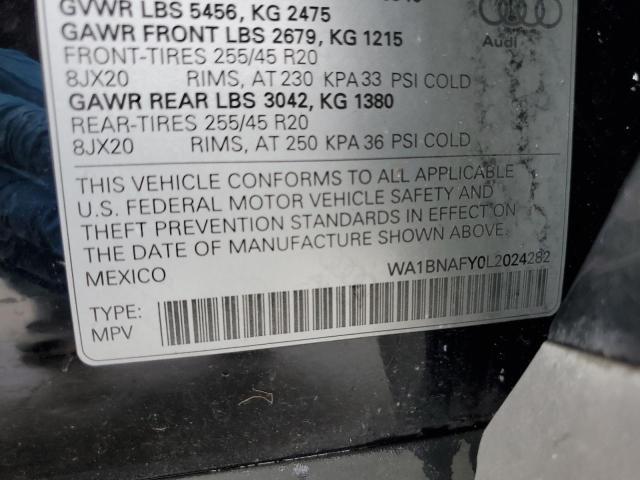 GVWR LBS 5456, KG 2475
GAWR FRONT LBS 2679, KG 1215
FRONT-TIRES 255/45 R20
8JX20 RIMS, AT 230 KPA 33 PSI COLD
GAWR REAR LBS 3042, KG 1380
REAR-TIRES 255/45 R20
8JX20 RIMS, AT 250 KPA 36 PSI COLD
Audi
THIS VEHICLE CONFORMS TO ALL APPLICABLE
U.S. FEDERAL MOTOR VEHICLE SAFETY AND
THEFT PREVENTION STANDARDS IN EFFECT ON
THE DATE OF MANUFACTURE SHOWN ABOVE.
MEXICO WA1BNAFY0L2024282
TYPE:
MPV